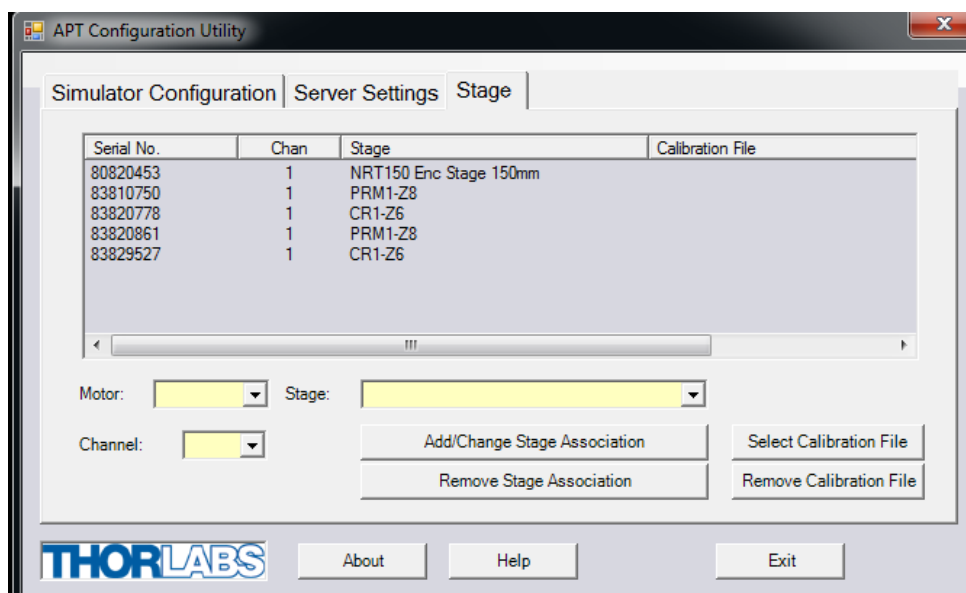 APT Configuration Utility
Simulator Configuration Server Settings Stage
Serial No. Chan Stage Calibration File
80820453 1 NRT150 Enc Stage 150mm
83810750 1 PRM1-Z8
83820778 1 CR1-Z6
83820861 1 PRM1-Z8
83829527 1 CR1-Z6
Motor: Stage:
Channel: Add/Change Stage Association Select Calibration File
Remove Stage Association Remove Calibration File
THORLABS About Help Exit